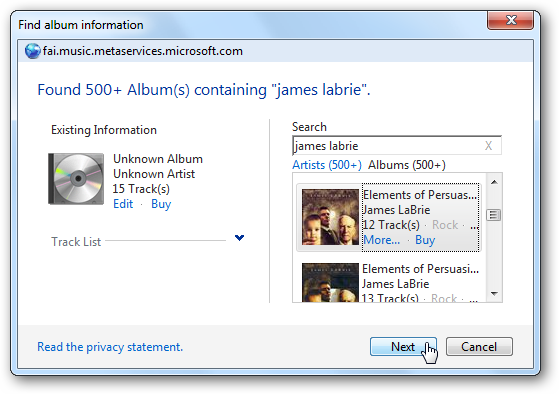 Find album information
fai.music.metaservices.microsoft.com
Found 500+ Album(s) containing "james labrie".
Existing Information
Unknown Album
Unknown Artist
15 Track(s)
Edit · Buy
Track List
Search
james labrie X
Artists (500+) Albums (500+)
Elements of Persuas...
James LaBrie
12 Track(s) · Rock · ...
More... · Buy
Elements of Persuasi...
James LaBrie
13 Track(s) · Rock · ...
Read the privacy statement.
Next Cancel